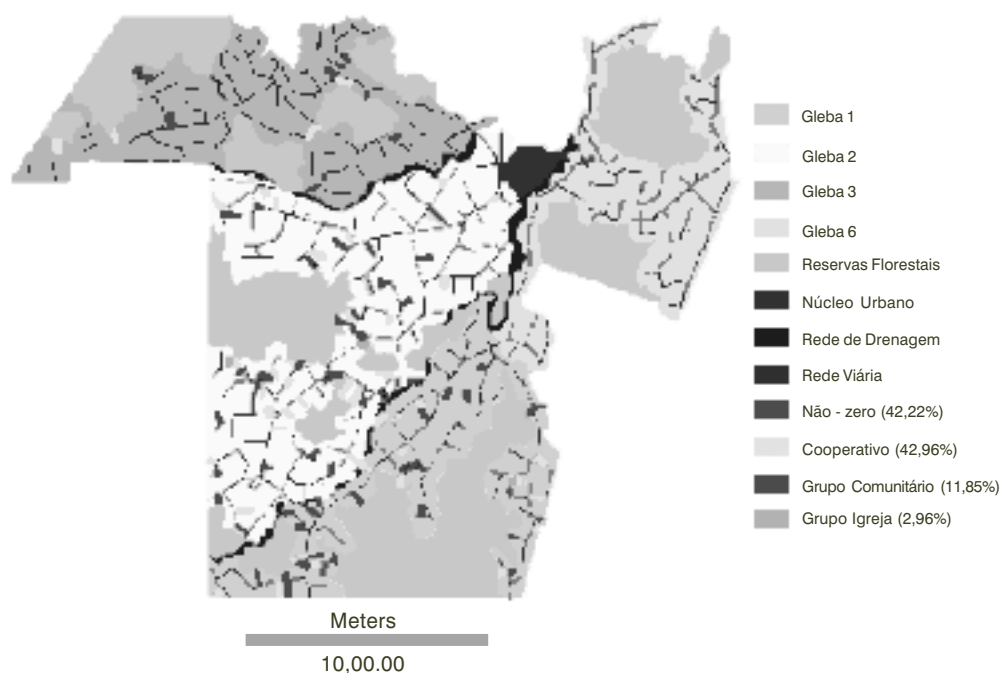 Gleba 1
Gleba 2
Gleba 3
Gleba 6
Reservas Florestais
Núcleo Urbano
Rede de Drenagem
Rede Viária
Não - zero (42,22%)
Cooperativo (42,96%)
Grupo Comunitário (11,85%)
Grupo Igreja (2,96%)
Meters
10,00.00